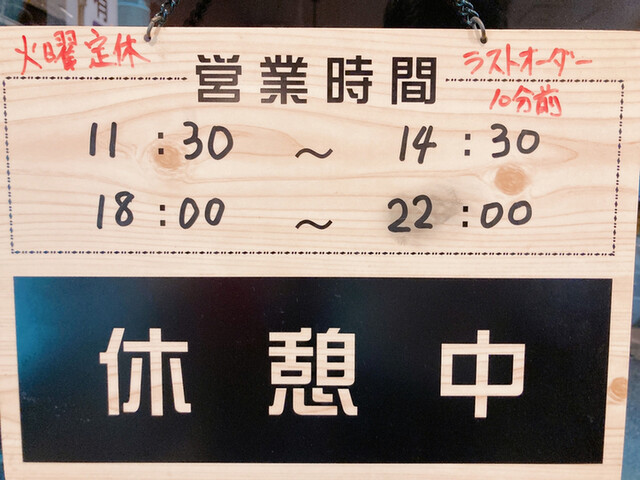 火曜定休
営業時間
ラストオーダー
10分前
11:30 ～ 14:30
18:00 ～ 22:00
休憩中